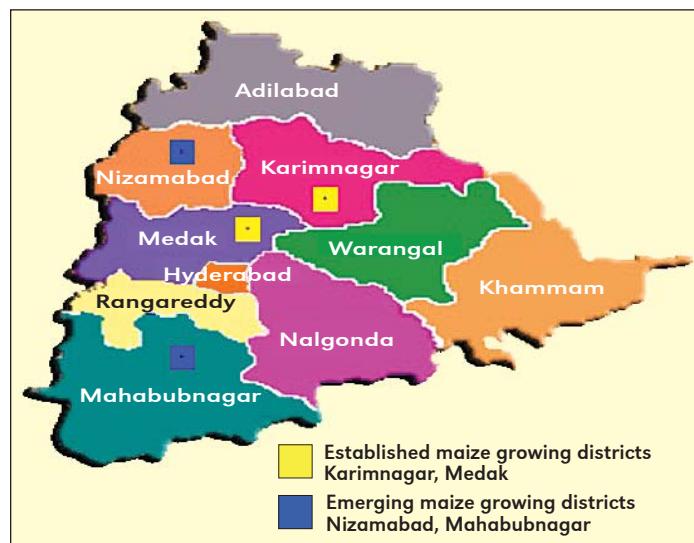 Adilabad
Karimnagar
Nizamabad
Medak
Warangal
Hyderabad
Khammam
Rangareddy
Nalgonda
Mahabubnagar
Established maize growing districts
Karimnagar, Medak
Emerging maize growing districts
Nizamabad, Mahabubnagar